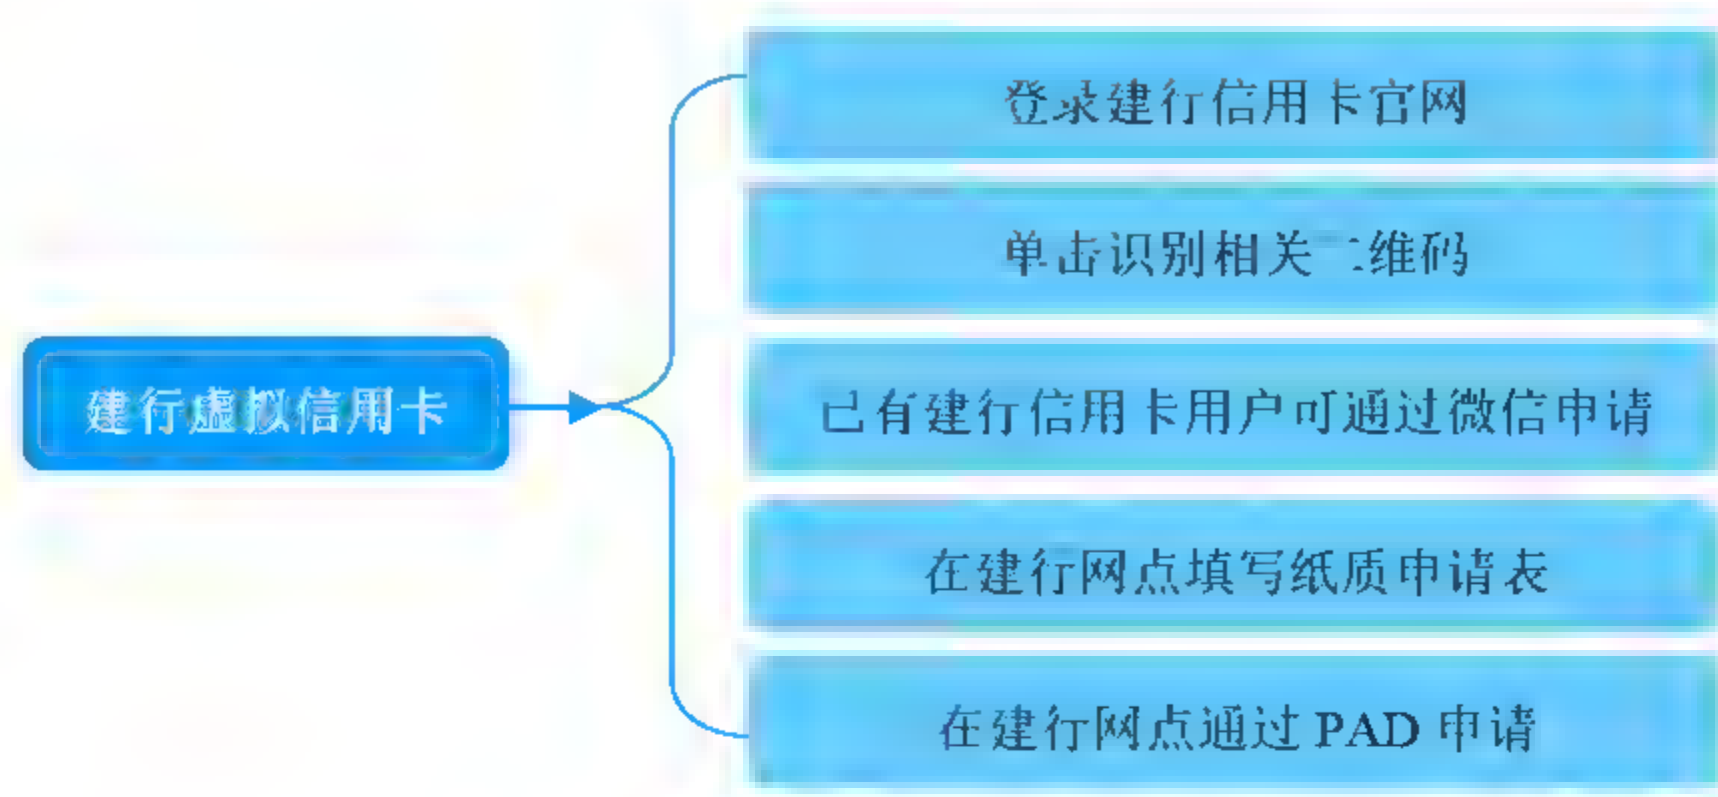 登录建行信用卡官网
单击识别相关二维码
建行虚拟信用卡
已有建行信用卡用户可通过微信申请
在建行网点填写纸质申请表
在建行网点通过 PAD 申请